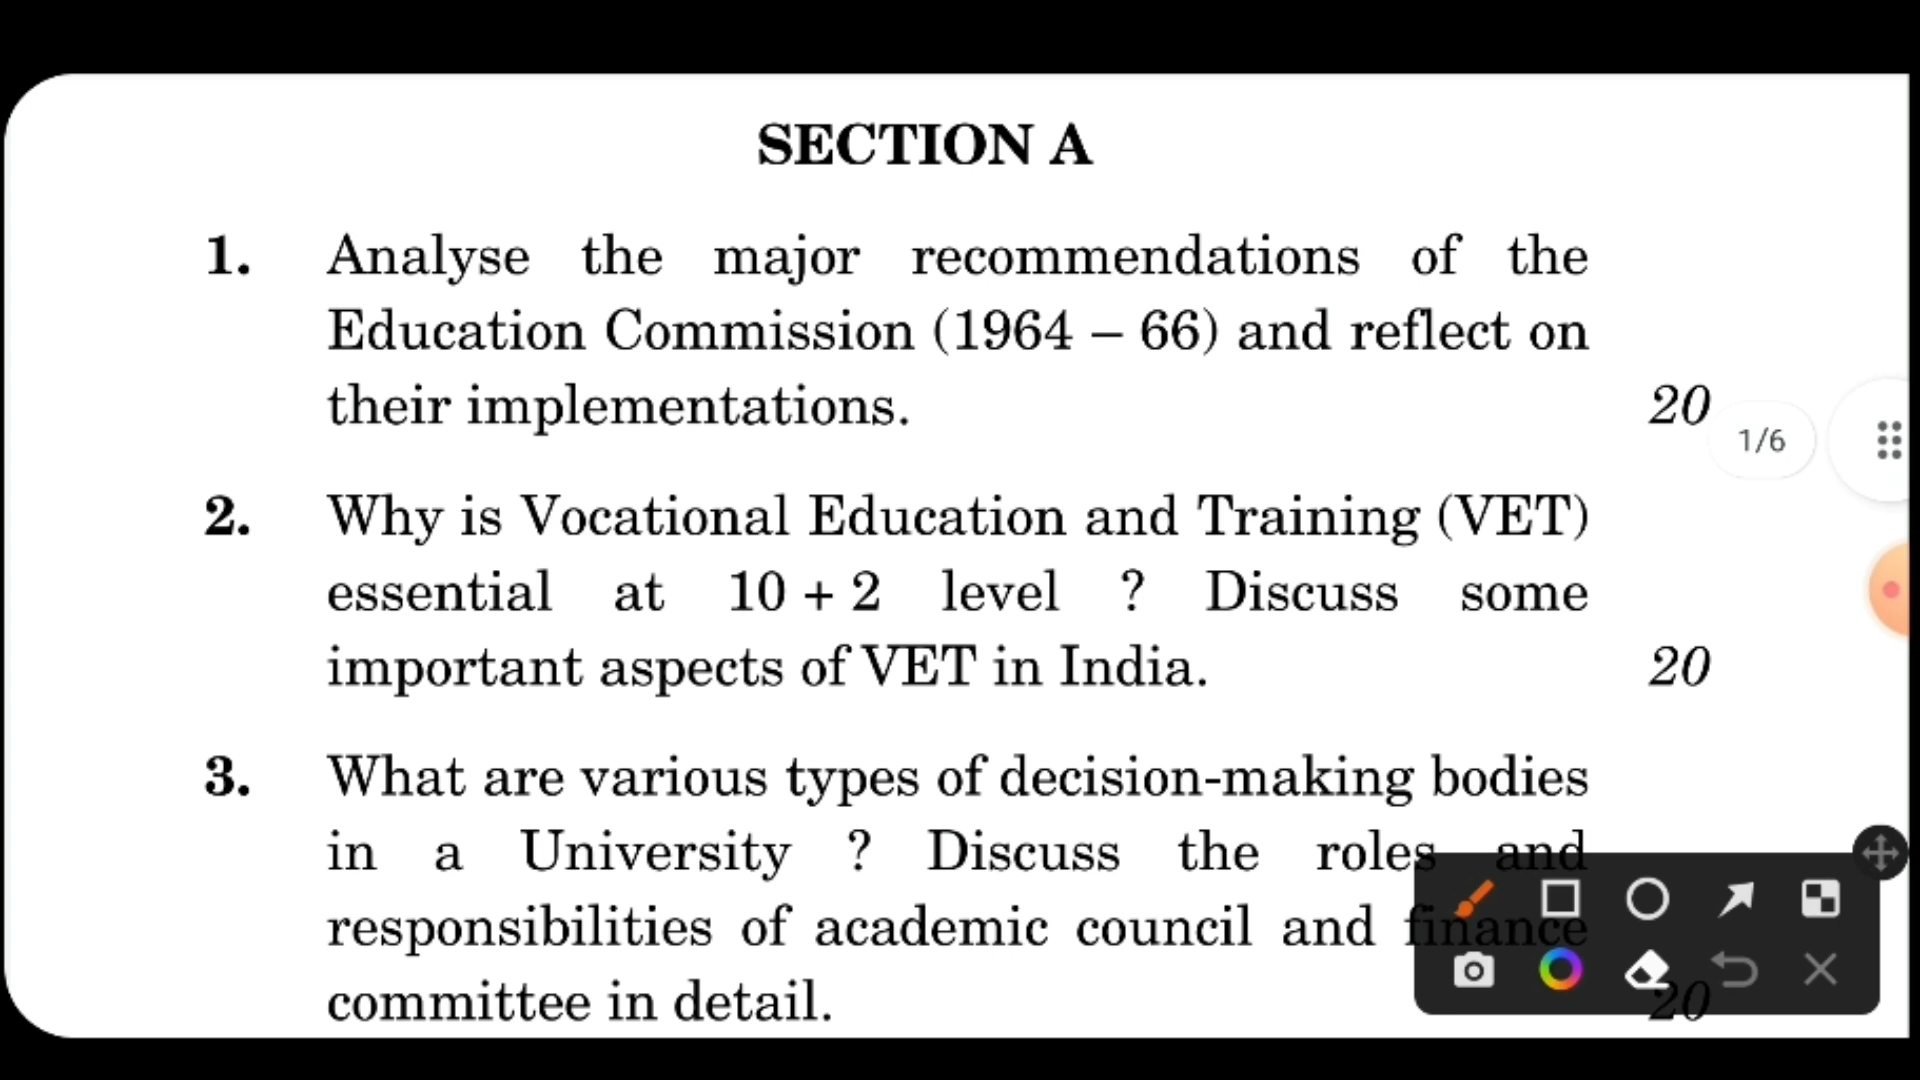 SECTION A
1. Analyse the major recommendations of the
Education Commission (1964 – 66) and reflect on
their implementations. 20
1/6
2. Why is Vocational Education and Training (VET)
essential at 10 + 2 level ? Discuss some
important aspects of VET in India. 20
3. What are various types of decision-making bodies
in a University ? Discuss the roles and
responsibilities of academic council and finance
committee in detail. 20